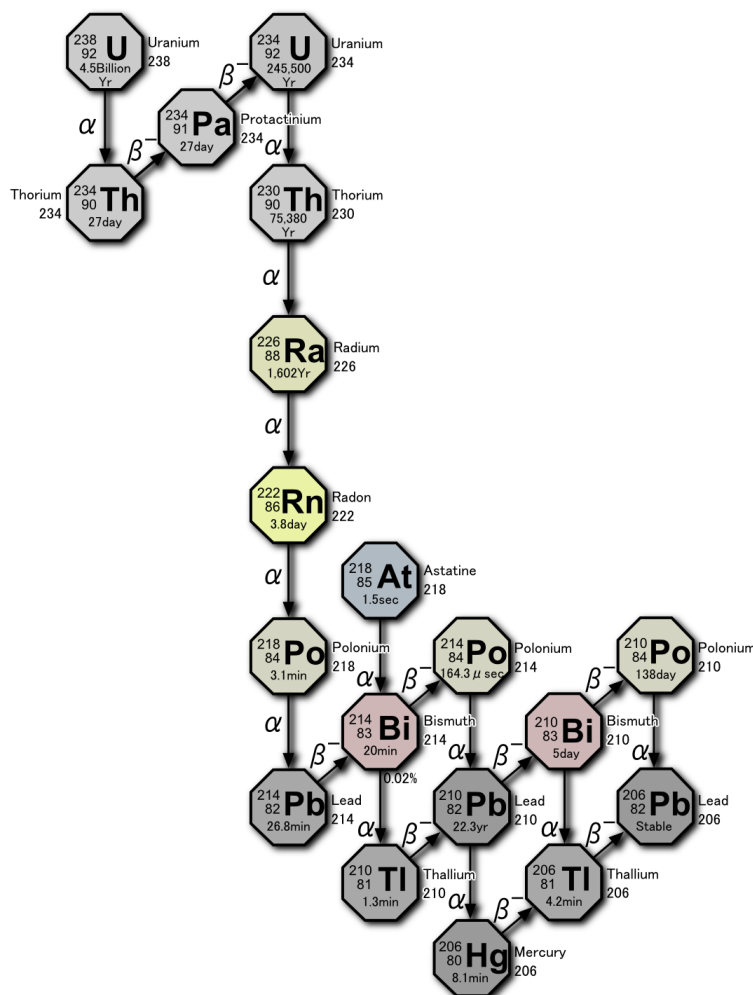 238
92 U
4.5Billion
Yr
Uranium
238
234
92 U
245,500
Yr
Uranium
234
β⁻
234
91 Pa
27day
Protactinium
234
α
β⁻
α
Thorium
234
234
90 Th
27day
230
90 Th
75,380
Yr
Thorium
230
α
226
88 Ra
1,602Yr
Radium
226
α
222
86 Rn
3.8day
Radon
222
α
218
85 At
1.5sec
Astatine
218
218
84 Po
3.1min
Polonium
218
α
β⁻
214
84 Po
164.3 μ sec
Polonium
214
β⁻
210
84 Po
138day
Polonium
210
α
β⁻
214
83 Bi
20min
Bismuth
214
0.02%
α
β⁻
210
83 Bi
5day
Bismuth
210
α
214
82 Pb
26.8min
Lead
214
α
β⁻
210
82 Pb
22.3yr
Lead
210
α
β⁻
206
82 Pb
Stable
Lead
206
210
81 Tl
1.3min
Thallium
210
α
β⁻
206
81 Tl
4.2min
Thallium
206
206
80 Hg
8.1min
Mercury
206